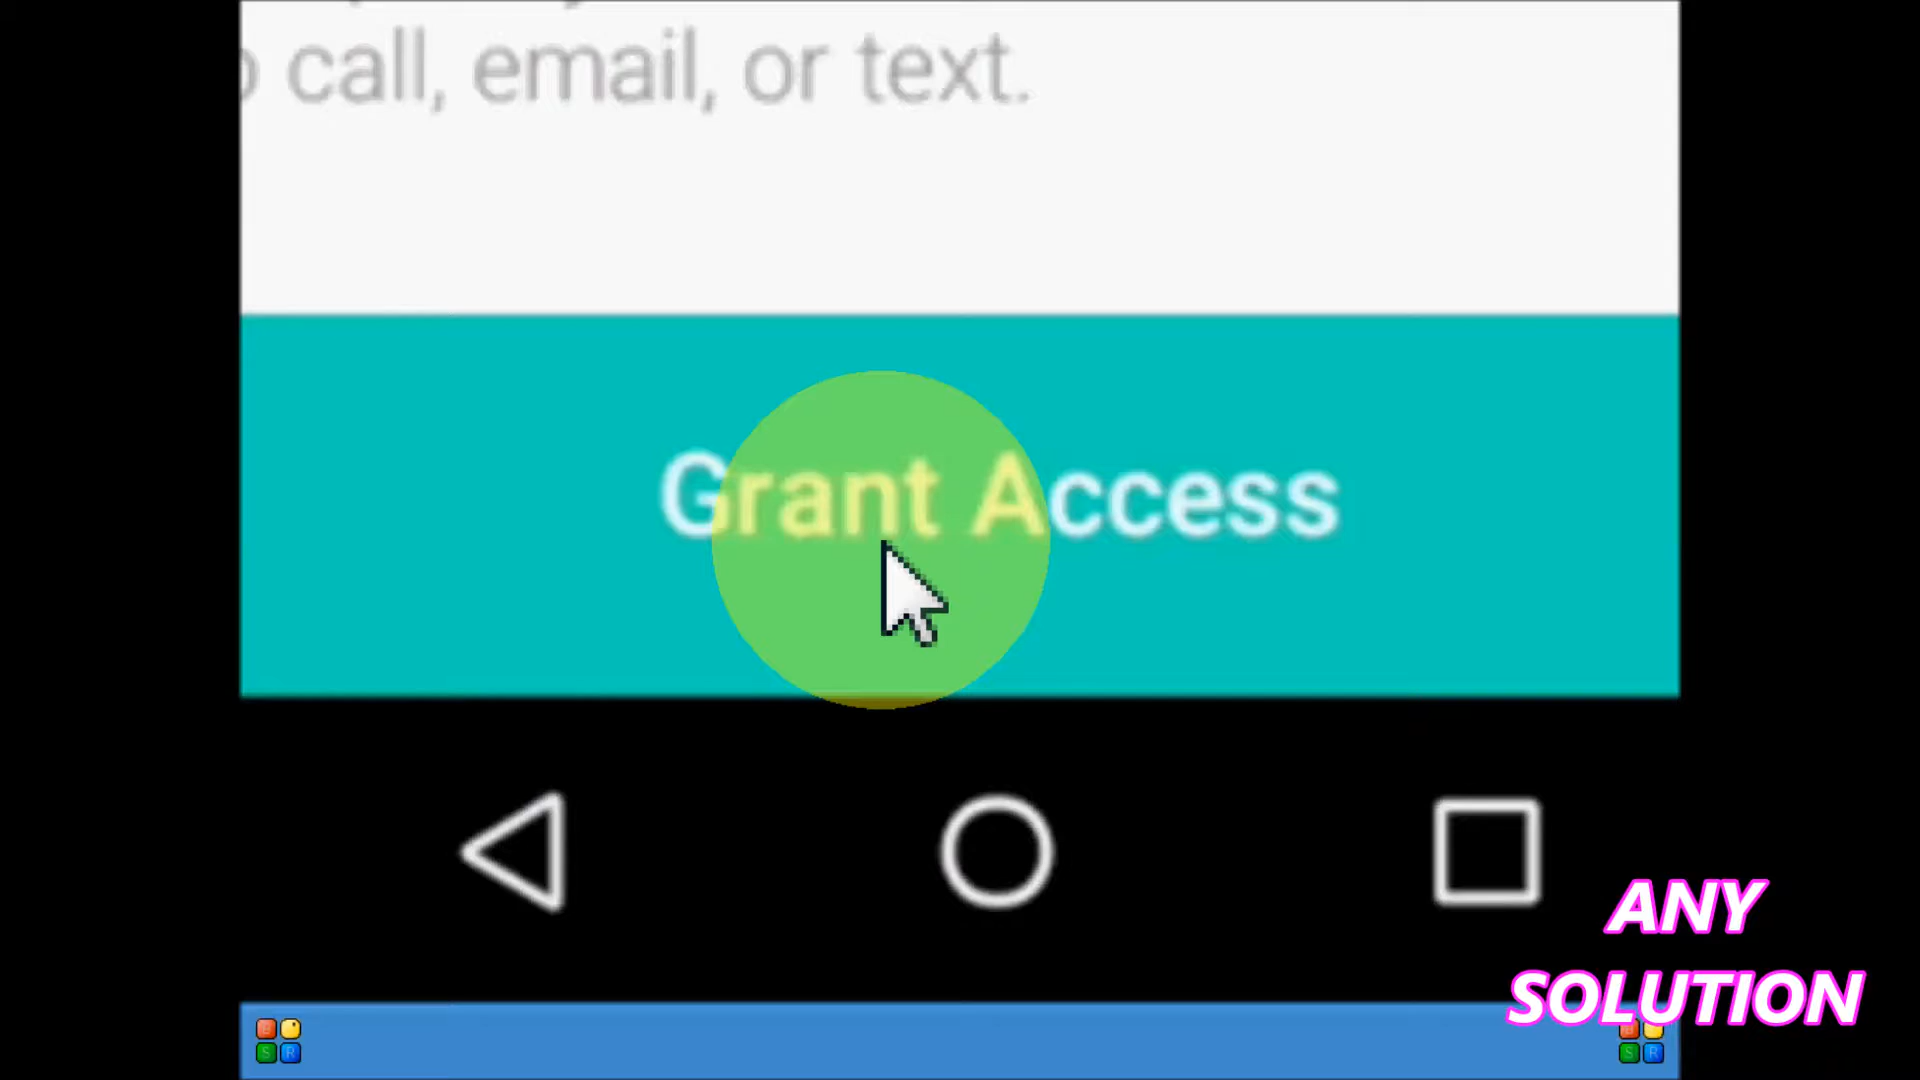 call, email, or text.
Grant Access
ANY
SOLUTION